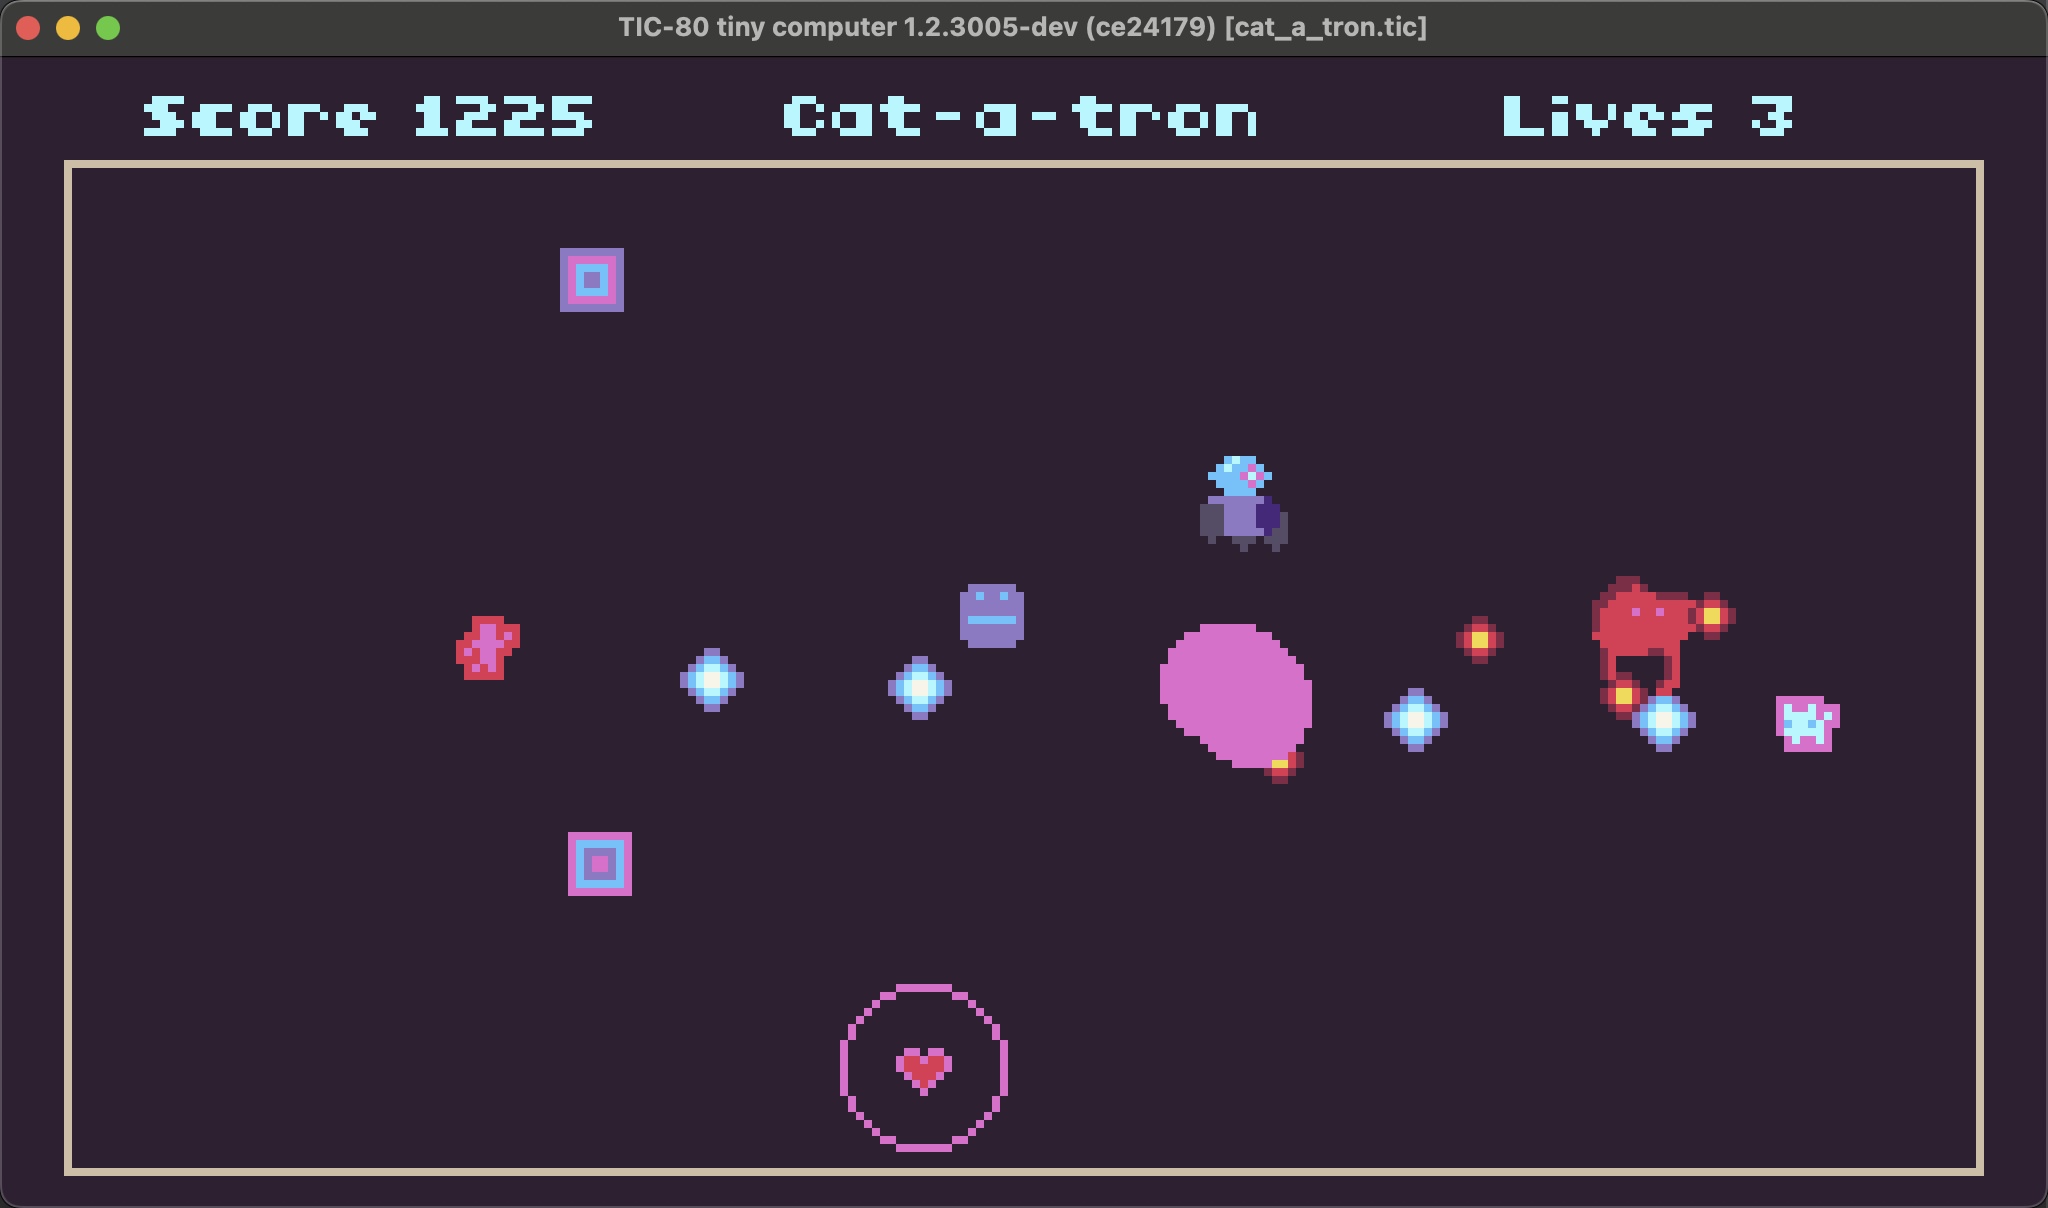 TIC-80 tiny computer 1.2.3005-dev (ce24179) [cat_a_tron.tic]
Score 1225 Cat-a-tron Lives 3